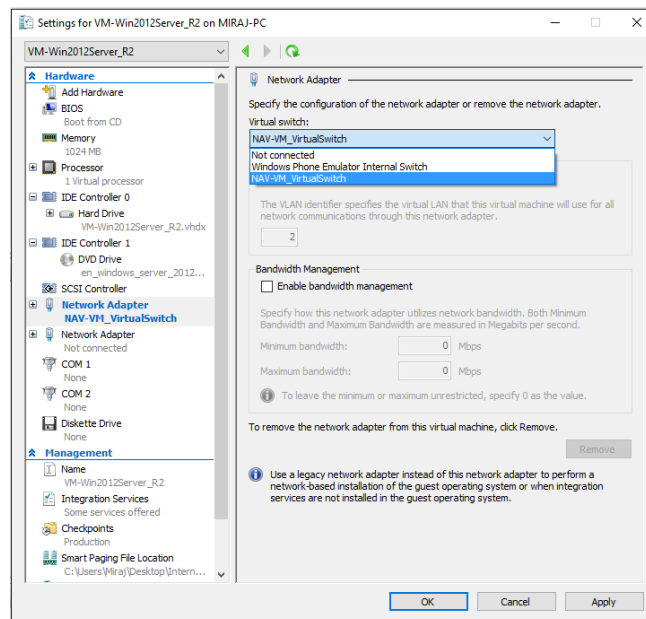 Settings for VM-Win2012Server_R2 on MIRAJ-PC
VM-Win2012Server_R2
Hardware
Add Hardware
BIOS
Boot from CD
Memory
1024 MB
Processor
1 Virtual processor
IDE Controller 0
Hard Drive
VM-Win2012Server_R2.vhdx
IDE Controller 1
DVD Drive
en_windows_server_2012...
SCSI Controller
Network Adapter
NAV-VM_VirtualSwitch
Network Adapter
Not connected
COM 1
None
COM 2
None
Diskette Drive
None
Management
Name
VM-Win2012Server_R2
Integration Services
Some services offered
Checkpoints
Production
Smart Paging File Location
C:\Users\Miraj\Desktop\Intern...
Network Adapter
Specify the configuration of the network adapter or remove the network adapter.
Virtual switch:
NAV-VM_VirtualSwitch
Not connected
Windows Phone Emulator Internal Switch
NAV-VM_VirtualSwitch
The VLAN identifier specifies the virtual LAN that this virtual machine will use for all
network communications through this network adapter.
2
Bandwidth Management
Enable bandwidth management
Specify how this network adapter utilizes network bandwidth. Both Minimum
Bandwidth and Maximum Bandwidth are measured in Megabits per second.
Minimum bandwidth: 0 Mbps
Maximum bandwidth: 0 Mbps
To leave the minimum or maximum unrestricted, specify 0 as the value.
To remove the network adapter from this virtual machine, click Remove.
Remove
Use a legacy network adapter instead of this network adapter to perform a
network-based installation of the guest operating system or when integration
services are not installed in the guest operating system.
OK Cancel Apply